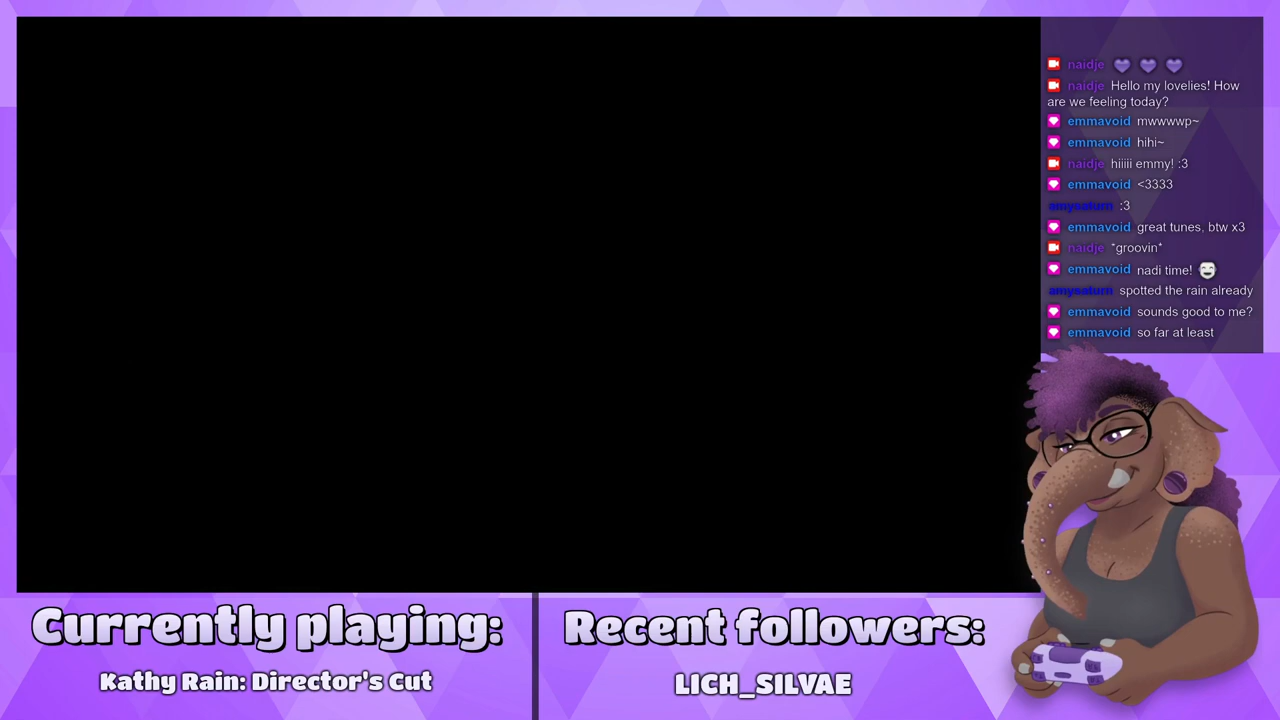 naidje 💜 💜 💜
naidje Hello my lovelies! How
are we feeling today?
emmavoid mwwwwp~
emmavoid hihi~
naidje hiiiii emmy! :3
emmavoid <3333
amysaturn :3
emmavoid great tunes, btw x3
naidje *groovin*
emmavoid nadi time!
amysaturn spotted the rain already
emmavoid sounds good to me?
emmavoid so far at least
Currently playing:
Kathy Rain: Director's Cut
Recent followers:
LICH_SILVAE